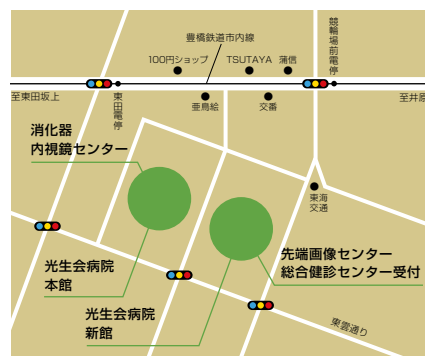 豊橋鉄道市内線
競輪場前電停
100円ショップ
TSUTAYA
蒲信
至東田坂上
東田電停
亜鳥絵
交番
至井原
消化器
内視鏡センター
東海
交通
光生会病院
本館
先端画像センター
総合健診センター受付
光生会病院
新館
東雲通り